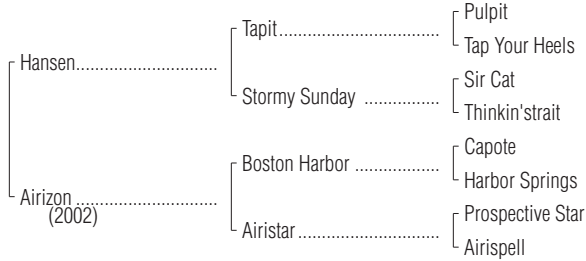 Pulpit
Tapit..........................................
Tap Your Heels
Hansen.....................................
Sir Cat
Stormy Sunday ...................
Thinkin'strait
Capote
Boston Harbor ......................
Harbor Springs
Airizon .....................................
(2002)
Prospective Star
Airistar .....................................
Airispell